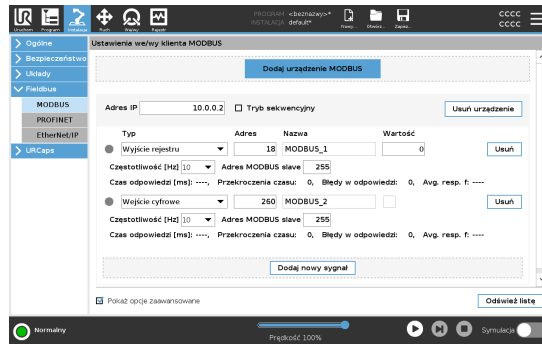 PROGRAM <beznazwy>*
INSTALACJA default*
CCCC
CCCC
Uruchom Program Instalacja Ruch We/wy Rejestr Nowy... Otwórz... Zapisz...
Ogólne
Bezpieczeństwo
Układy
Fieldbus
MODBUS
PROFINET
EtherNet/IP
URCaps
Ustawienia we/wy klienta MODBUS
Dodaj urządzenie MODBUS
Adres IP 10.0.0.2 Tryb sekwencyjny Usuń urządzenie
Typ Adres Nazwa Wartość
Wyjście rejestru 18 MODBUS_1 0 Usuń
Częstotliwość [Hz] 10 Adres MODBUS slave 255
Czas odpowiedzi [ms]: ----, Przekroczenia czasu: 0, Błędy w odpowiedzi: 0, Avg. resp. f: ----
Wejście cyfrowe 260 MODBUS_2 Usuń
Częstotliwość [Hz] 10 Adres MODBUS slave 255
Czas odpowiedzi [ms]: ----, Przekroczenia czasu: 0, Błędy w odpowiedzi: 0, Avg. resp. f: ----
Dodaj nowy sygnał
Pokaż opcje zaawansowane Odśwież listę
Normalny Prędkość 100% Symulacja